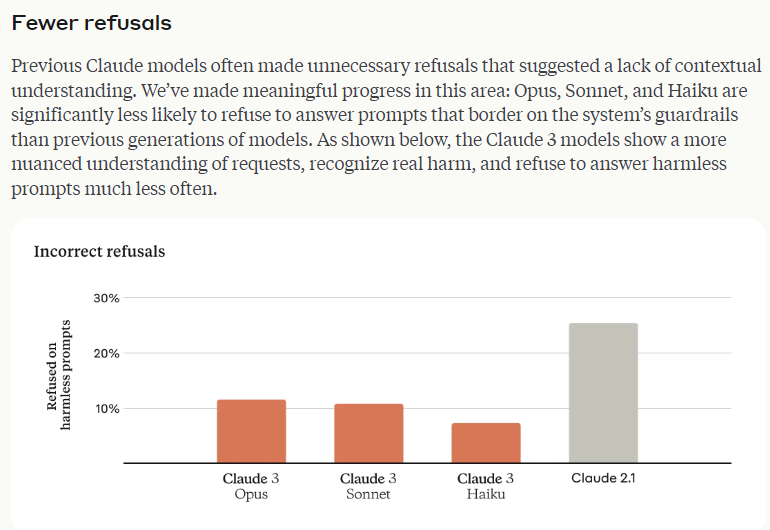 Fewer refusals
Previous Claude models often made unnecessary refusals that suggested a lack of contextual
understanding. We’ve made meaningful progress in this area: Opus, Sonnet, and Haiku are
significantly less likely to refuse to answer prompts that border on the system’s guardrails
than previous generations of models. As shown below, the Claude 3 models show a more
nuanced understanding of requests, recognize real harm, and refuse to answer harmless
prompts much less often.
Incorrect refusals
Refused on
harmless prompts
30%
20%
10%
Claude 3
Opus
Claude 3
Sonnet
Claude 3
Haiku
Claude 2.1